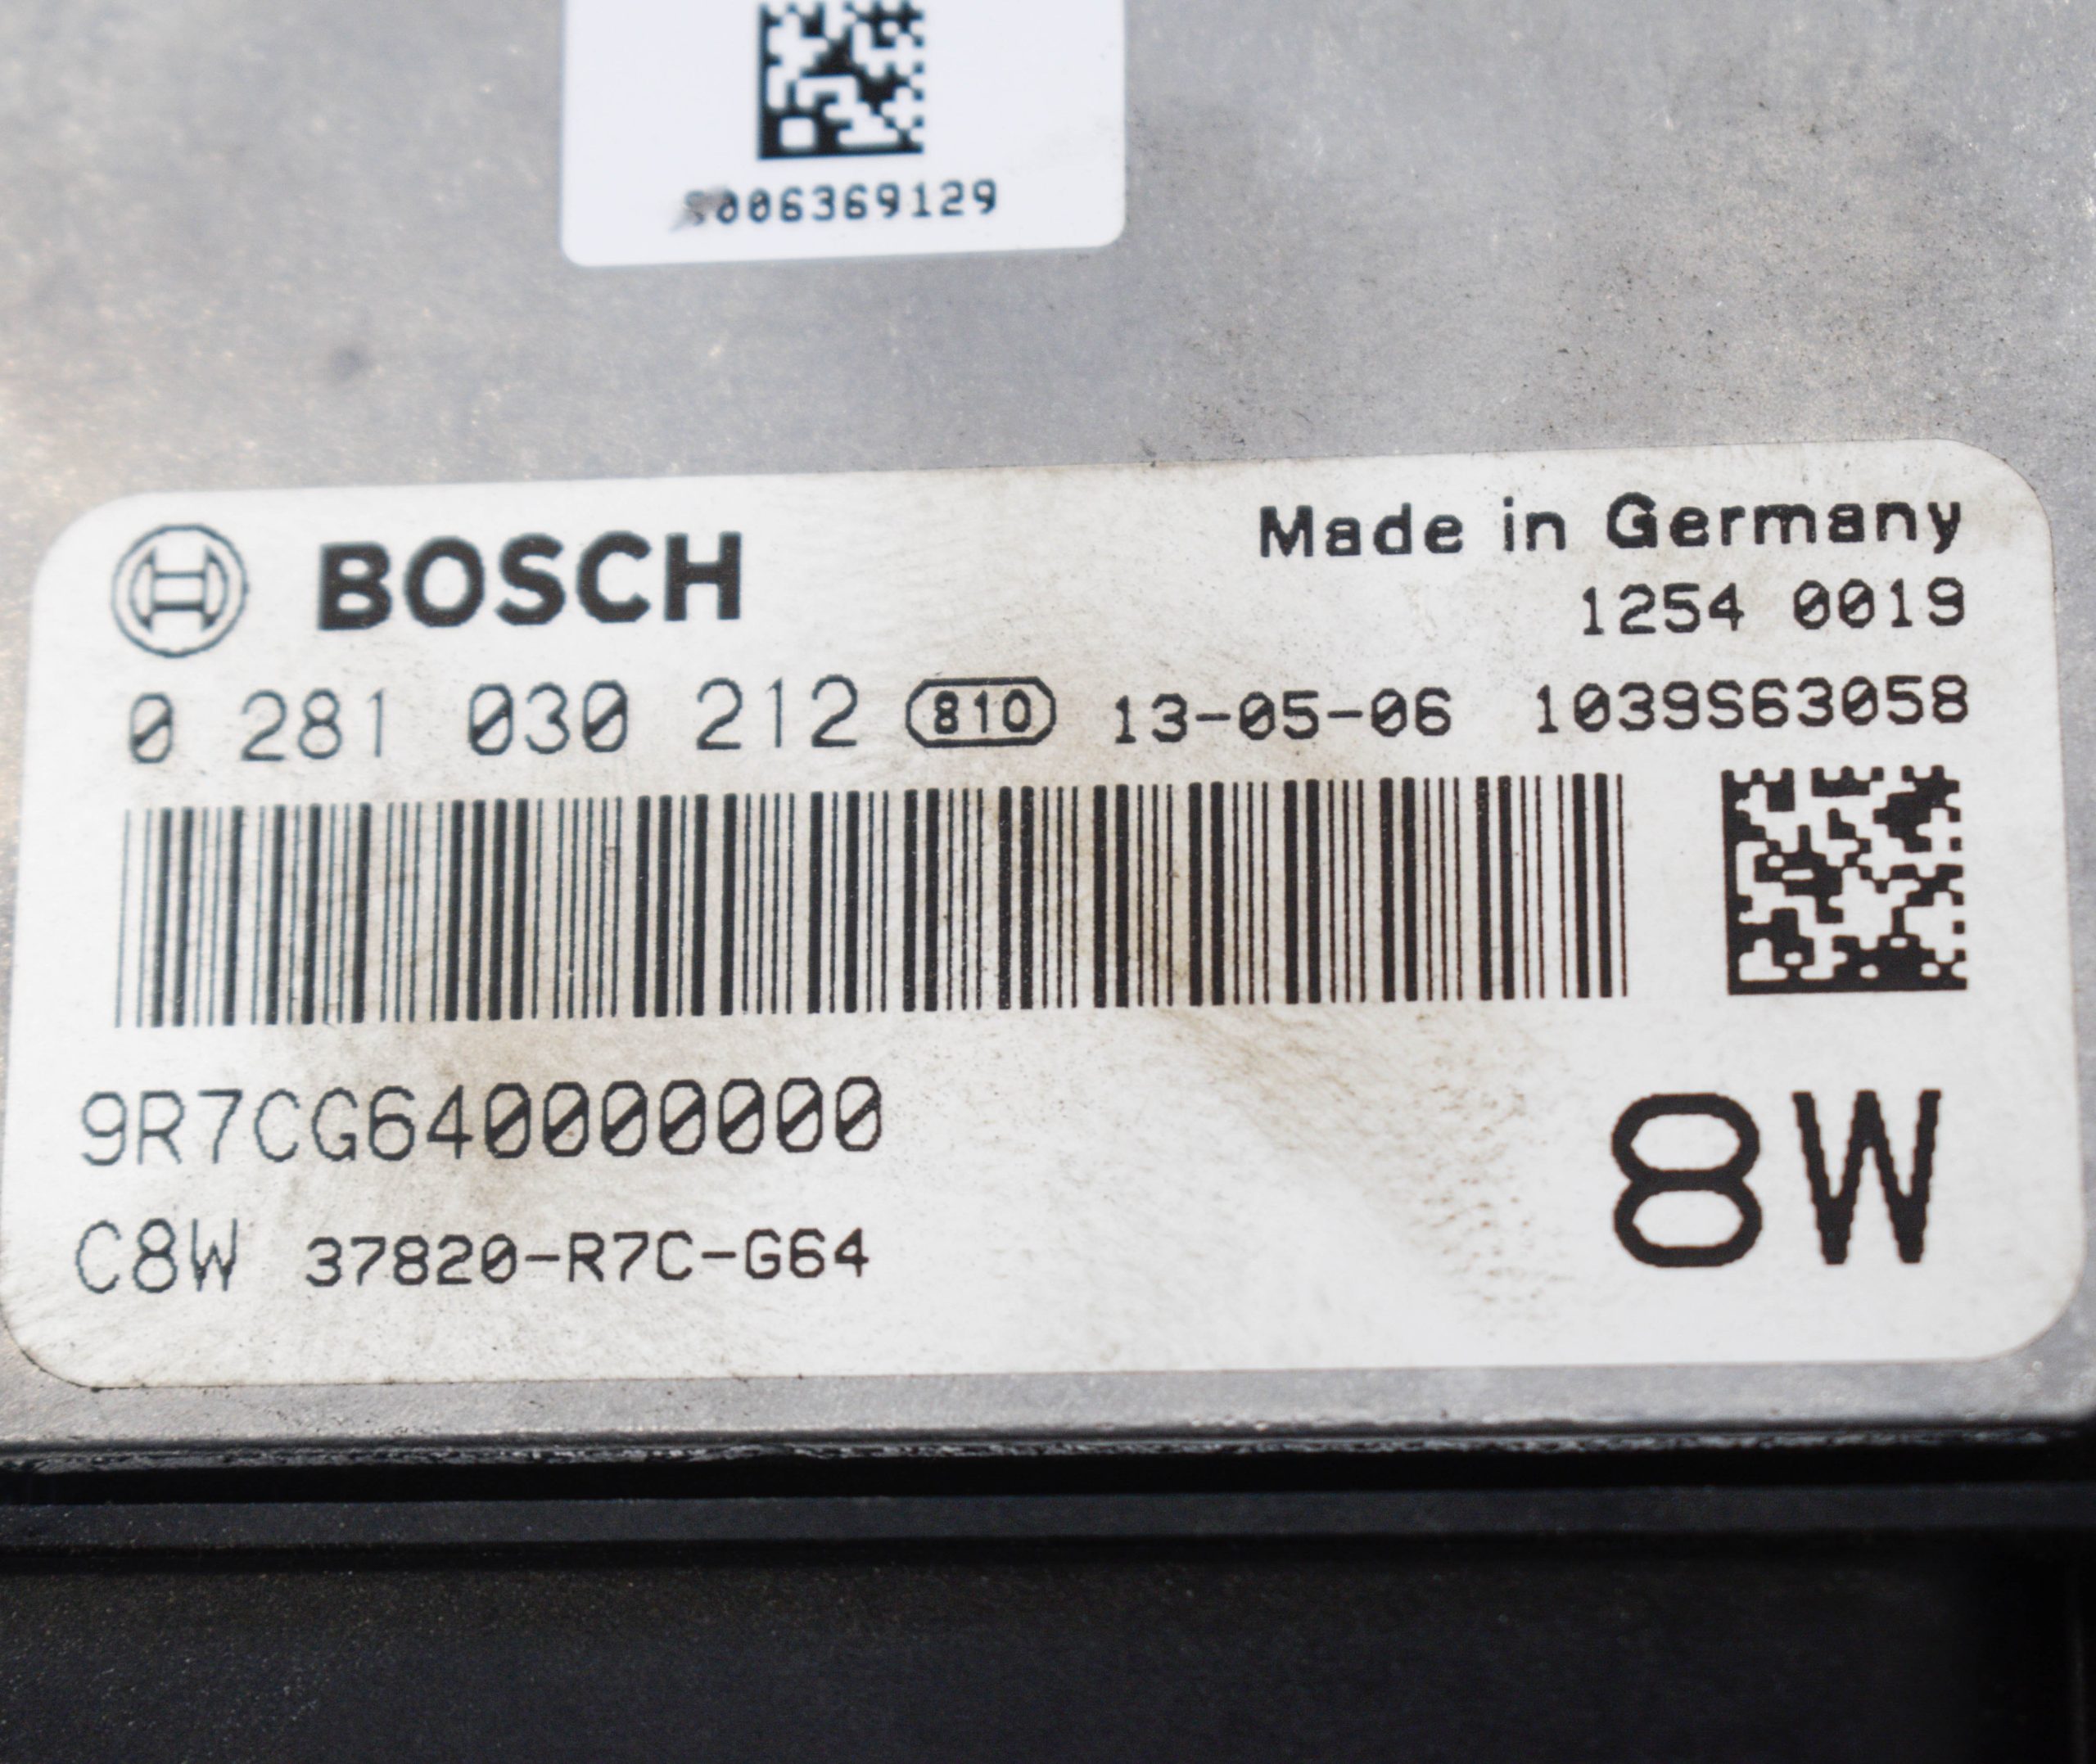 006369129
BOSCH
Made in Germany
1254 0019
0 281 030 212 810 13-05-06 1039S63058
9R7CG640000000
C8W 37820-R7C-G64
8W